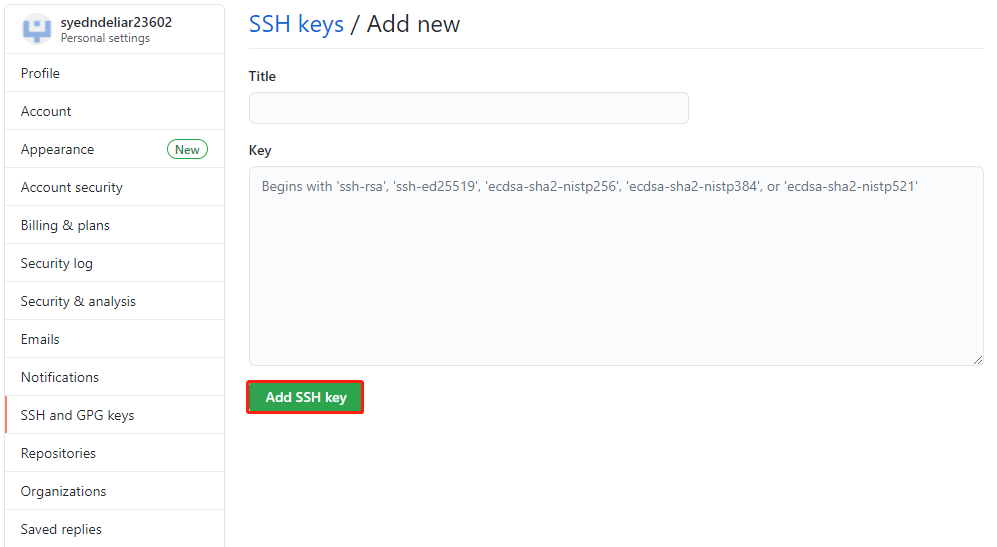 syedndeliar23602
Personal settings
Profile
Account
Appearance New
Account security
Billing & plans
Security log
Security & analysis
Emails
Notifications
SSH and GPG keys
Repositories
Organizations
Saved replies
SSH keys / Add new
Title
Key
Begins with 'ssh-rsa', 'ssh-ed25519', 'ecdsa-sha2-nistp256', 'ecdsa-sha2-nistp384', or 'ecdsa-sha2-nistp521'
Add SSH key